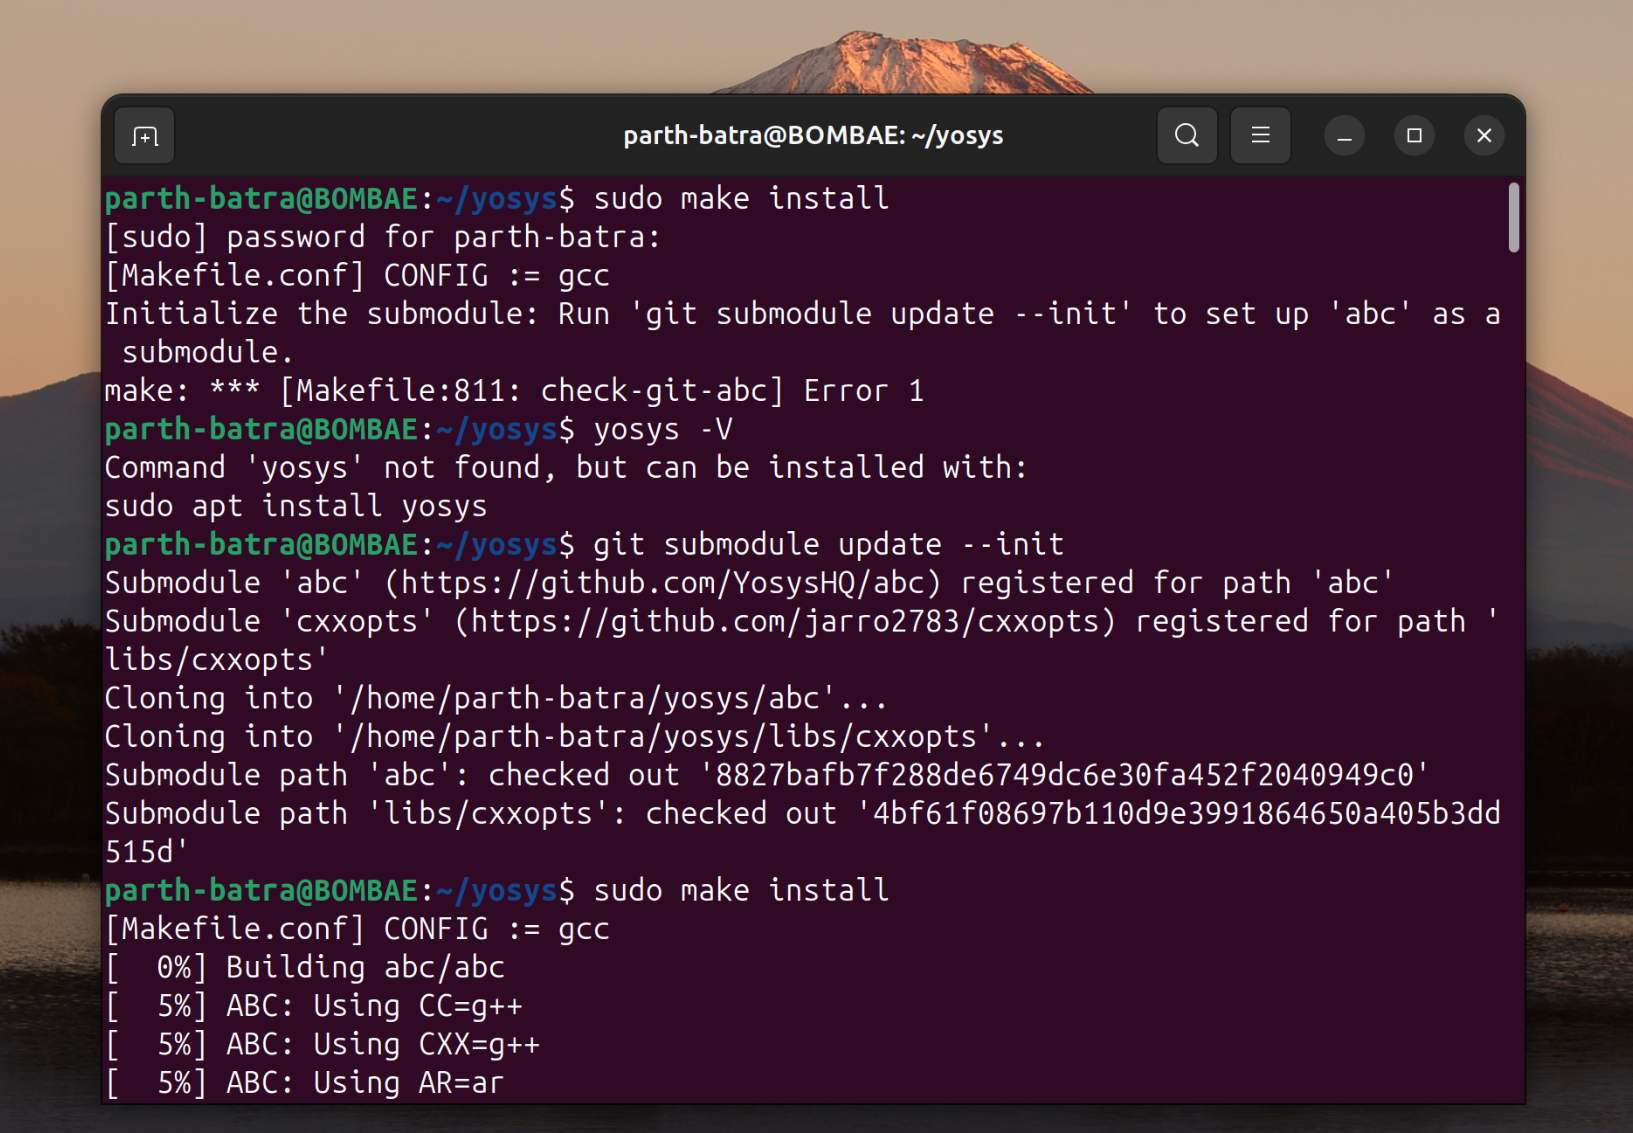 parth-batra@BOMBAE: ~/yosys
parth-batra@BOMBAE:~/yosys$ sudo make install
[sudo] password for parth-batra:
[Makefile.conf] CONFIG := gcc
Initialize the submodule: Run 'git submodule update --init' to set up 'abc' as a
 submodule.
make: *** [Makefile:811: check-git-abc] Error 1
parth-batra@BOMBAE:~/yosys$ yosys -V
Command 'yosys' not found, but can be installed with:
sudo apt install yosys
parth-batra@BOMBAE:~/yosys$ git submodule update --init
Submodule 'abc' (https://github.com/YosysHQ/abc) registered for path 'abc'
Submodule 'cxxopts' (https://github.com/jarro2783/cxxopts) registered for path '
libs/cxxopts'
Cloning into '/home/parth-batra/yosys/abc'...
Cloning into '/home/parth-batra/yosys/libs/cxxopts'...
Submodule path 'abc': checked out '8827bafb7f288de6749dc6e30fa452f2040949c0'
Submodule path 'libs/cxxopts': checked out '4bf61f08697b110d9e3991864650a405b3dd
515d'
parth-batra@BOMBAE:~/yosys$ sudo make install
[Makefile.conf] CONFIG := gcc
[  0%] Building abc/abc
[  5%] ABC: Using CC=g++
[  5%] ABC: Using CXX=g++
[  5%] ABC: Using AR=ar